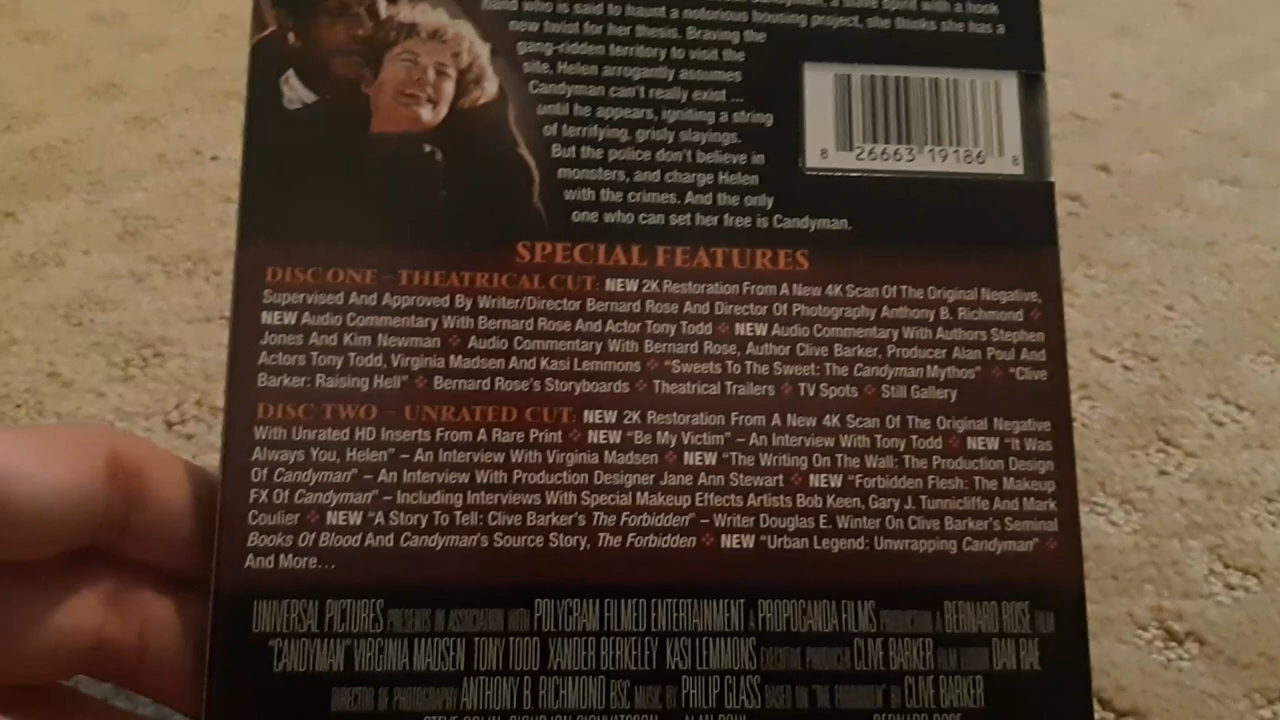 Candyman, a slave spirit with a hook
hand who is said to haunt a notorious housing project, she thinks she has a
new twist for her thesis. Braving the
gang-ridden territory to visit the
site, Helen arrogantly assumes
Candyman can't really exist ...
until he appears, igniting a string
of terrifying, grisly slayings.
But the police don't believe in
monsters, and charge Helen
with the crimes. And the only
one who can set her free is Candyman.
8 26663 19186 8
SPECIAL FEATURES
DISC ONE - THEATRICAL CUT: NEW 2K Restoration From A New 4K Scan Of The Original Negative,
Supervised And Approved By Writer/Director Bernard Rose And Director Of Photography Anthony B. Richmond ❖
NEW Audio Commentary With Bernard Rose And Actor Tony Todd ❖ NEW Audio Commentary With Authors Stephen
Jones And Kim Newman ❖ Audio Commentary With Bernard Rose, Author Clive Barker, Producer Alan Poul And
Actors Tony Todd, Virginia Madsen And Kasi Lemmons ❖ "Sweets To The Sweet: The Candyman Mythos" ❖ "Clive
Barker: Raising Hell" ❖ Bernard Rose's Storyboards ❖ Theatrical Trailers ❖ TV Spots ❖ Still Gallery
DISC TWO - UNRATED CUT: NEW 2K Restoration From A New 4K Scan Of The Original Negative
With Unrated HD Inserts From A Rare Print ❖ NEW "Be My Victim" – An Interview With Tony Todd ❖ NEW "It Was
Always You, Helen" – An Interview With Virginia Madsen ❖ NEW "The Writing On The Wall: The Production Design
Of Candyman" – An Interview With Production Designer Jane Ann Stewart ❖ NEW "Forbidden Flesh: The Makeup
FX Of Candyman" – Including Interviews With Special Makeup Effects Artists Bob Keen, Gary J. Tunnicliffe And Mark
Coulier ❖ NEW "A Story To Tell: Clive Barker's The Forbidden" – Writer Douglas E. Winter On Clive Barker's Seminal
Books Of Blood And Candyman's Source Story, The Forbidden ❖ NEW "Urban Legend: Unwrapping Candyman" ❖
And More...
UNIVERSAL PICTURES PRESENTS IN ASSOCIATION WITH POLYGRAM FILMED ENTERTAINMENT A PROPOGANDA FILMS PRODUCTION A BERNARD ROSE FILM
"CANDYMAN" VIRGINIA MADSEN TONY TODD XANDER BERKELEY KASI LEMMONS EXECUTIVE PRODUCER CLIVE BARKER FILM EDITOR DAN RAE
DIRECTOR OF PHOTOGRAPHY ANTHONY B. RICHMOND BSC MUSIC BY PHILIP GLASS BASED ON "THE FORBIDDEN" BY CLIVE BARKER